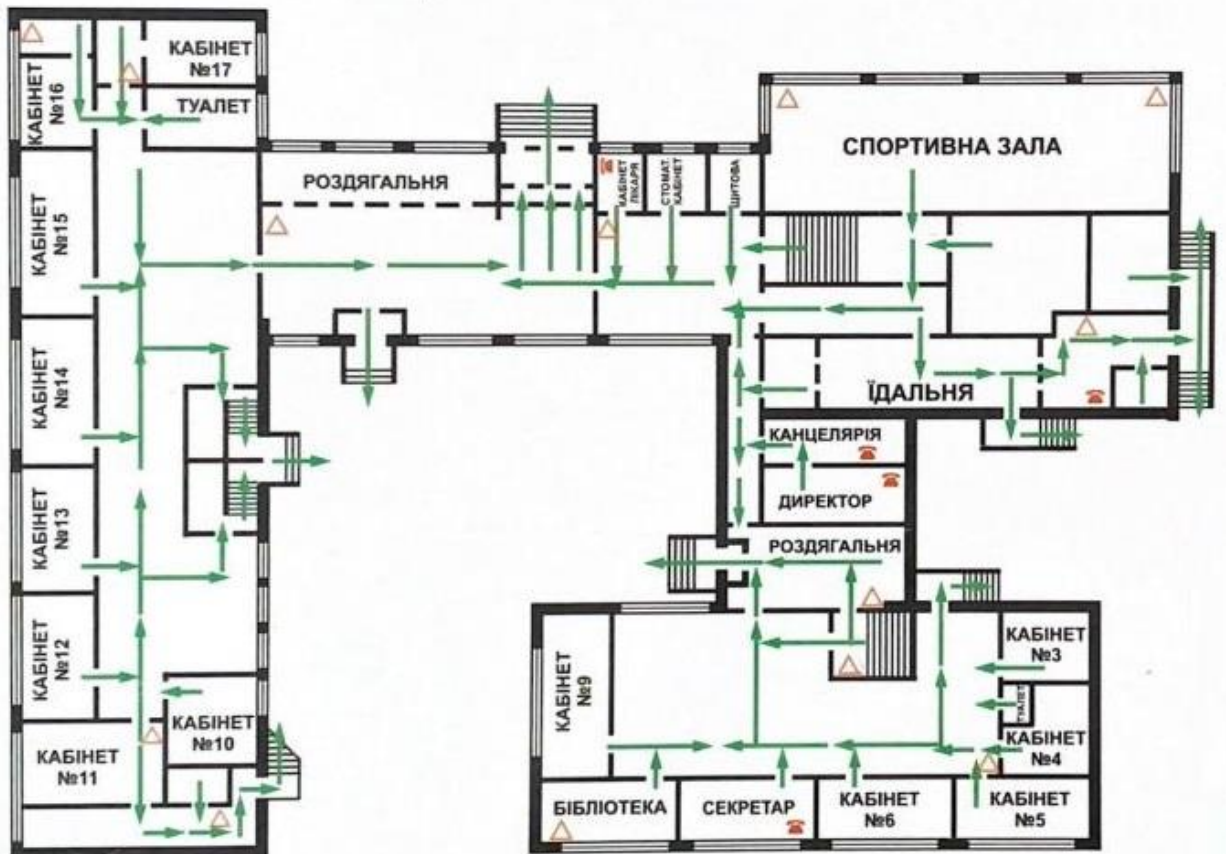 КАБІНЕТ
№17
КАБІНЕТ
№16
ТУАЛЕТ
КАБІНЕТ
№15
РОЗДЯГАЛЬНЯ
КАБІНЕТ
ЛІКАРЯ
СТОМАТ.
КАБІНЕТ
ЩИТОВА
СПОРТИВНА ЗАЛА
КАБІНЕТ
№14
ЇДАЛЬНЯ
КАНЦЕЛЯРІЯ
ДИРЕКТОР
КАБІНЕТ
№13
РОЗДЯГАЛЬНЯ
КАБІНЕТ
№12
КАБІНЕТ
№9
КАБІНЕТ
№3
ТУАЛЕТ
КАБІНЕТ
№4
КАБІНЕТ
№10
КАБІНЕТ
№11
БІБЛІОТЕКА
СЕКРЕТАР
КАБІНЕТ
№6
КАБІНЕТ
№5